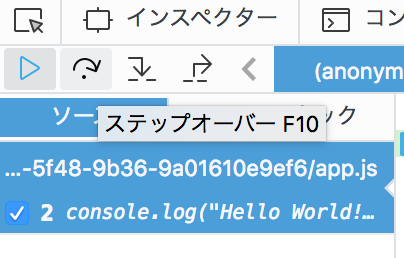 インスペクター
コン
(anonym
ソース
ック
ステップオーバー F10
...-5f48-9b36-9a01610e9ef6/app.js
2 console.log("Hello World!...